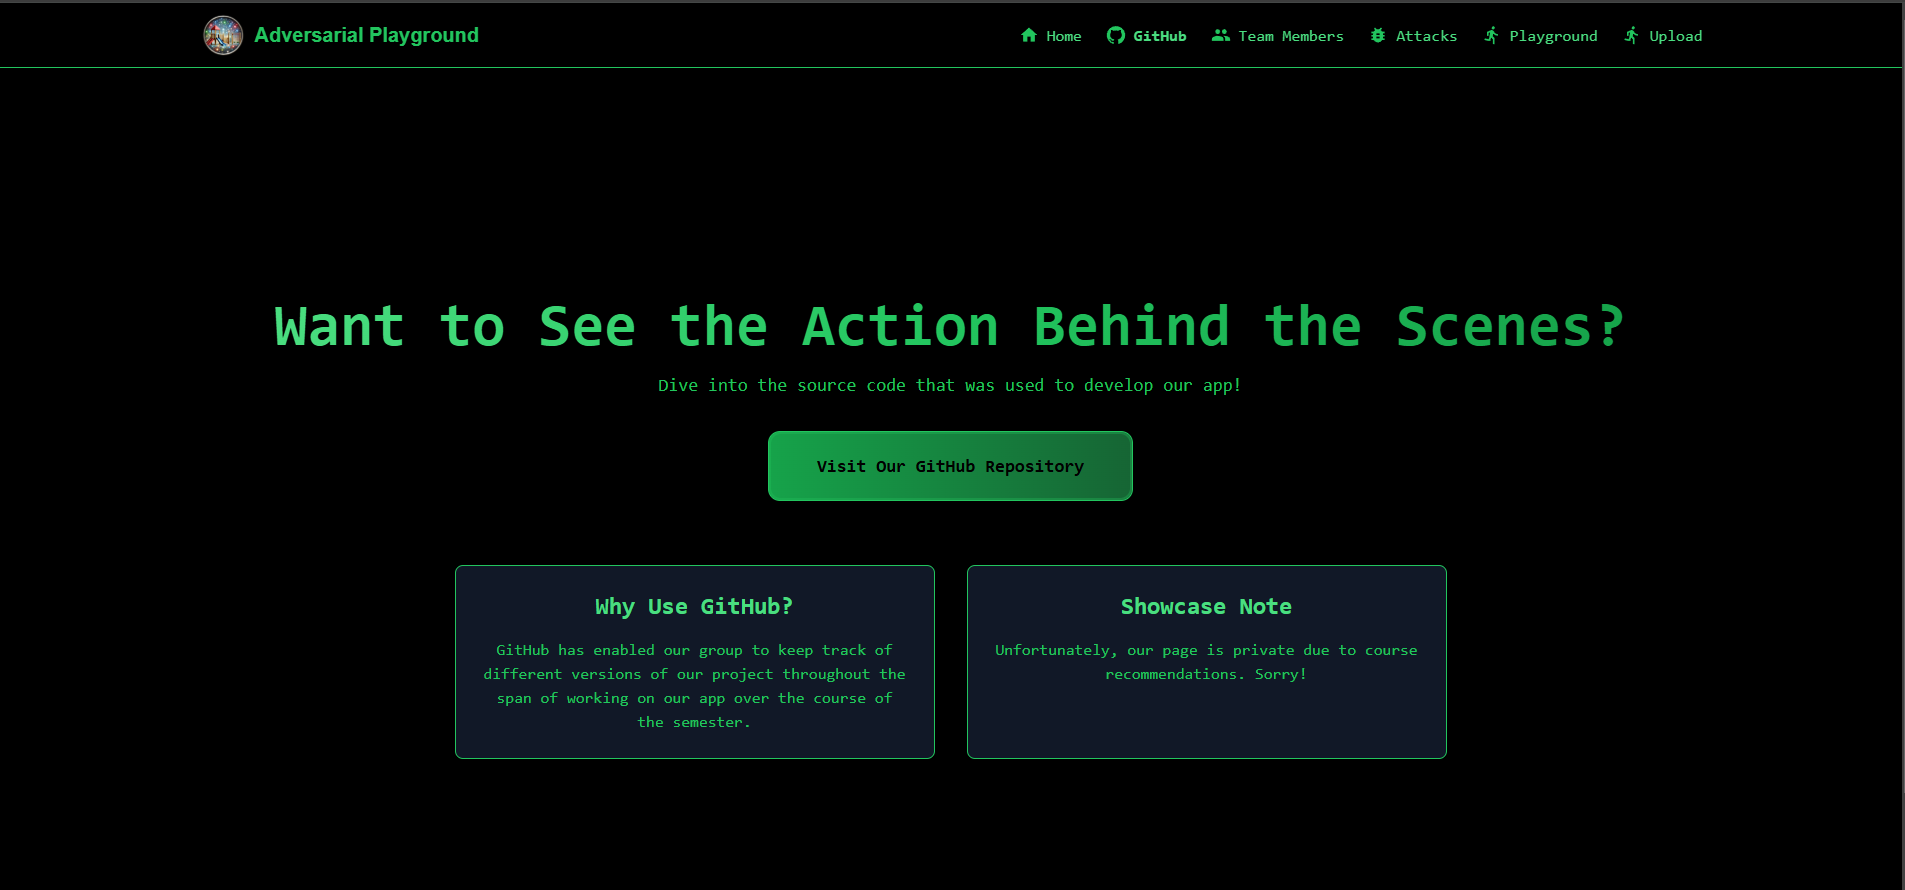 Adversarial Playground
Home GitHub Team Members Attacks Playground Upload
Want to See the Action Behind the Scenes?
Dive into the source code that was used to develop our app!
Visit Our GitHub Repository
Why Use GitHub?
GitHub has enabled our group to keep track of
different versions of our project throughout the
span of working on our app over the course of
the semester.
Showcase Note
Unfortunately, our page is private due to course
recommendations. Sorry!